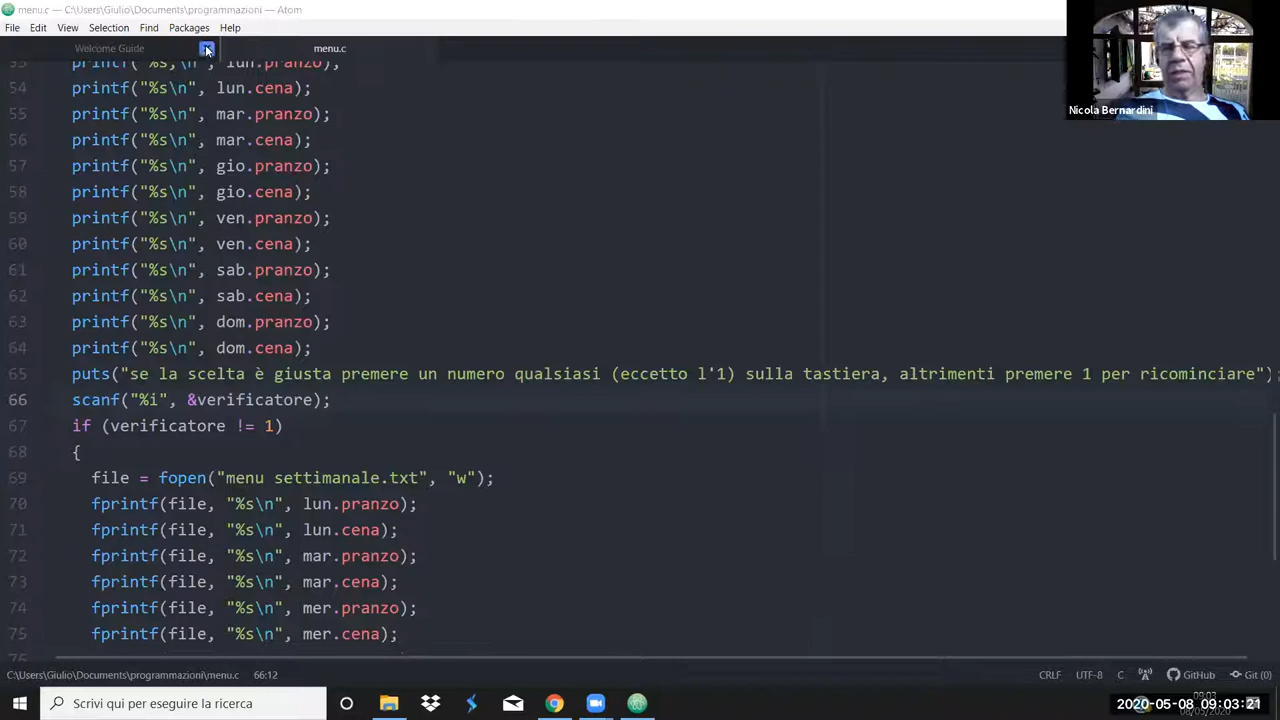 menu.c — C:\Users\Giulio\Documents\programmazioni — Atom
File Edit View Selection Find Packages Help
Welcome Guide menu.c
53 printf("%s,\n", lun.pranzo);
54 printf("%s\n", lun.cena);
55 printf("%s\n", mar.pranzo);
56 printf("%s\n", mar.cena);
57 printf("%s\n", gio.pranzo);
58 printf("%s\n", gio.cena);
59 printf("%s\n", ven.pranzo);
60 printf("%s\n", ven.cena);
61 printf("%s\n", sab.pranzo);
62 printf("%s\n", sab.cena);
63 printf("%s\n", dom.pranzo);
64 printf("%s\n", dom.cena);
65 puts("se la scelta è giusta premere un numero qualsiasi (eccetto l'1) sulla tastiera, altrimenti premere 1 per ricominciare")
66 scanf("%i", &verificatore);
67 if (verificatore != 1)
68 {
69 file = fopen("menu settimanale.txt", "w");
70 fprintf(file, "%s\n", lun.pranzo);
71 fprintf(file, "%s\n", lun.cena);
72 fprintf(file, "%s\n", mar.pranzo);
73 fprintf(file, "%s\n", mar.cena);
74 fprintf(file, "%s\n", mer.pranzo);
75 fprintf(file, "%s\n", mer.cena);
76
C:\Users\Giulio\Documents\programmazioni\menu.c 66:12 CRLF UTF-8 C GitHub Git (0)
Scrivi qui per eseguire la ricerca
09:03
2020-05-08 09:03:21
Nicola Bernardini